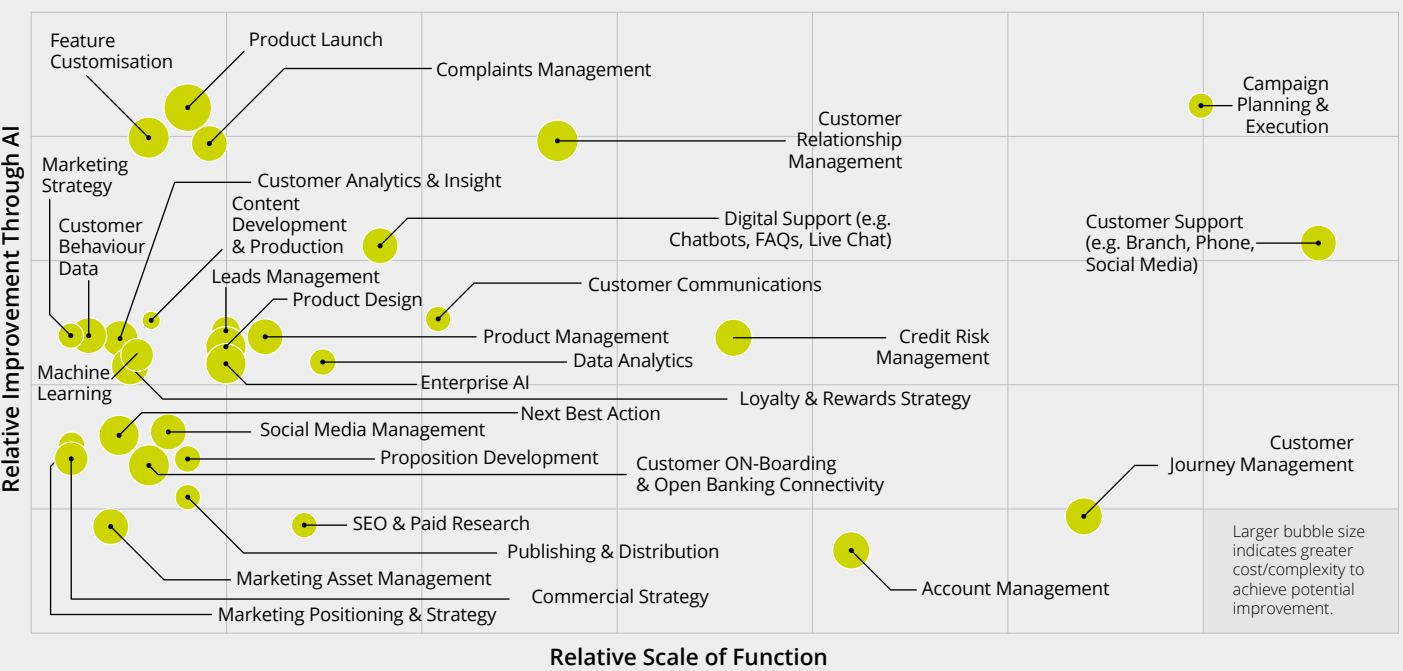 Feature
Customisation
Product Launch
Complaints Management
Campaign
Planning &
Execution
Customer
Relationship
Management
Marketing
Strategy
Customer Analytics & Insight
Content
Development
& Production
Customer
Behaviour
Data
Digital Support (e.g.
Chatbots, FAQs, Live Chat)
Customer Support
(e.g. Branch, Phone,
Social Media)
Leads Management
Product Design
Customer Communications
Product Management
Credit Risk
Management
Data Analytics
Machine
Learning
Enterprise AI
Loyalty & Rewards Strategy
Next Best Action
Social Media Management
Proposition Development
Customer ON-Boarding
& Open Banking Connectivity
Customer
Journey Management
SEO & Paid Research
Publishing & Distribution
Marketing Asset Management
Account Management
Commercial Strategy
Marketing Positioning & Strategy
Larger bubble size
indicates greater
cost/complexity to
achieve potential
improvement.
Relative Improvement Through AI
Relative Scale of Function